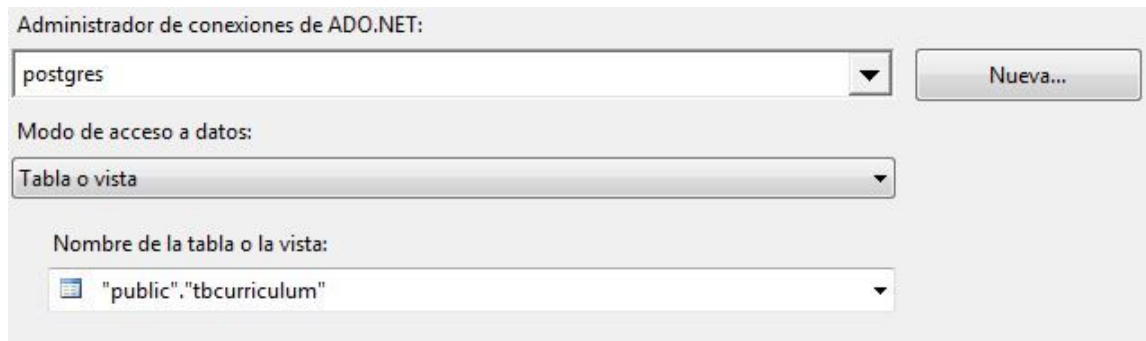 Administrador de conexiones de ADO.NET:
postgres
Nueva...
Modo de acceso a datos:
Tabla o vista
Nombre de la tabla o la vista:
"public"."tbcurriculum"